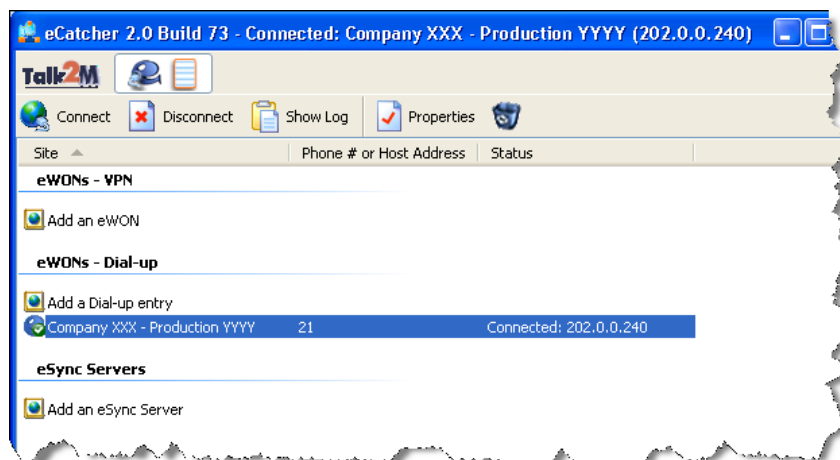 eCatcher 2.0 Build 73 - Connected: Company XXX - Production YYYY (202.0.0.240)
Talk2M
Connect Disconnect Show Log Properties
Site Phone # or Host Address Status
eWONs - VPN
Add an eWON
eWONs - Dial-up
Add a Dial-up entry
Company XXX - Production YYYY 21 Connected: 202.0.0.240
eSync Servers
Add an eSync Server